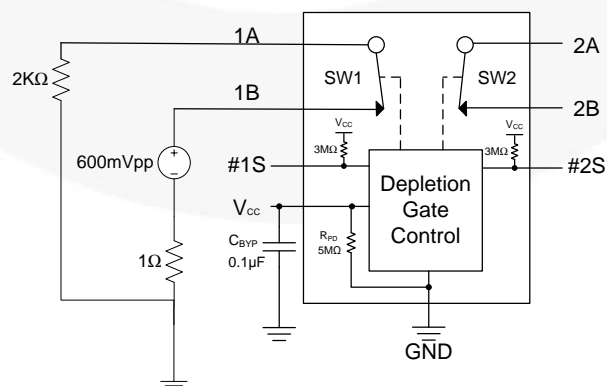 1A
2A
SW1
SW2
2KΩ
1B
2B
VCC
VCC
3MΩ
3MΩ
600mVpp
#1S
#2S
Depletion
Gate
Control
VCC
CBYP
0.1µF
RPD
5MΩ
1Ω
GND